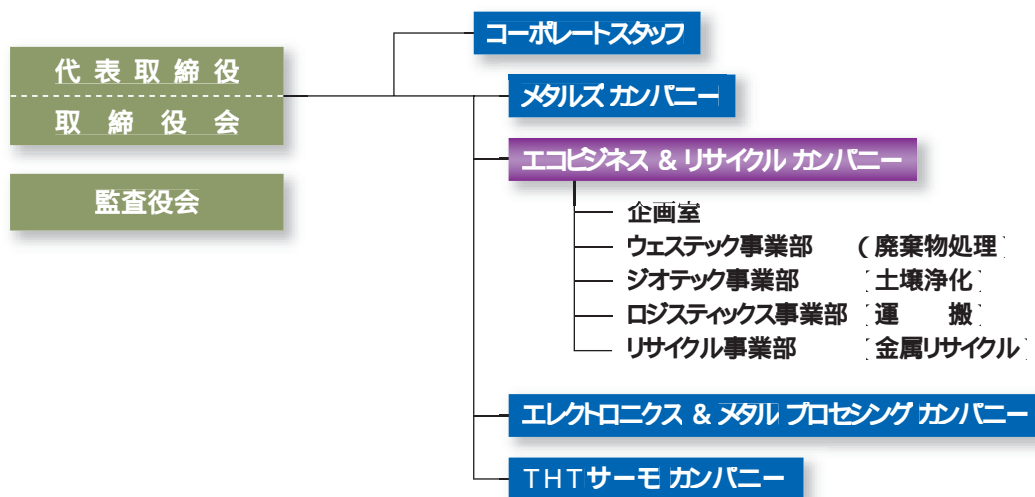 コーポレートスタッフ
代表取締役
取締役会
監査役会
メタルズ カンパニー
エコビジネス & リサイクル カンパニー
企画室
ウェステック事業部 (廃棄物処理)
ジオテック事業部 (土壌浄化)
ロジスティックス事業部 (運 搬)
リサイクル事業部 (金属リサイクル)
エレクトロニクス & メタル プロセシング カンパニー
THTサーモ カンパニー